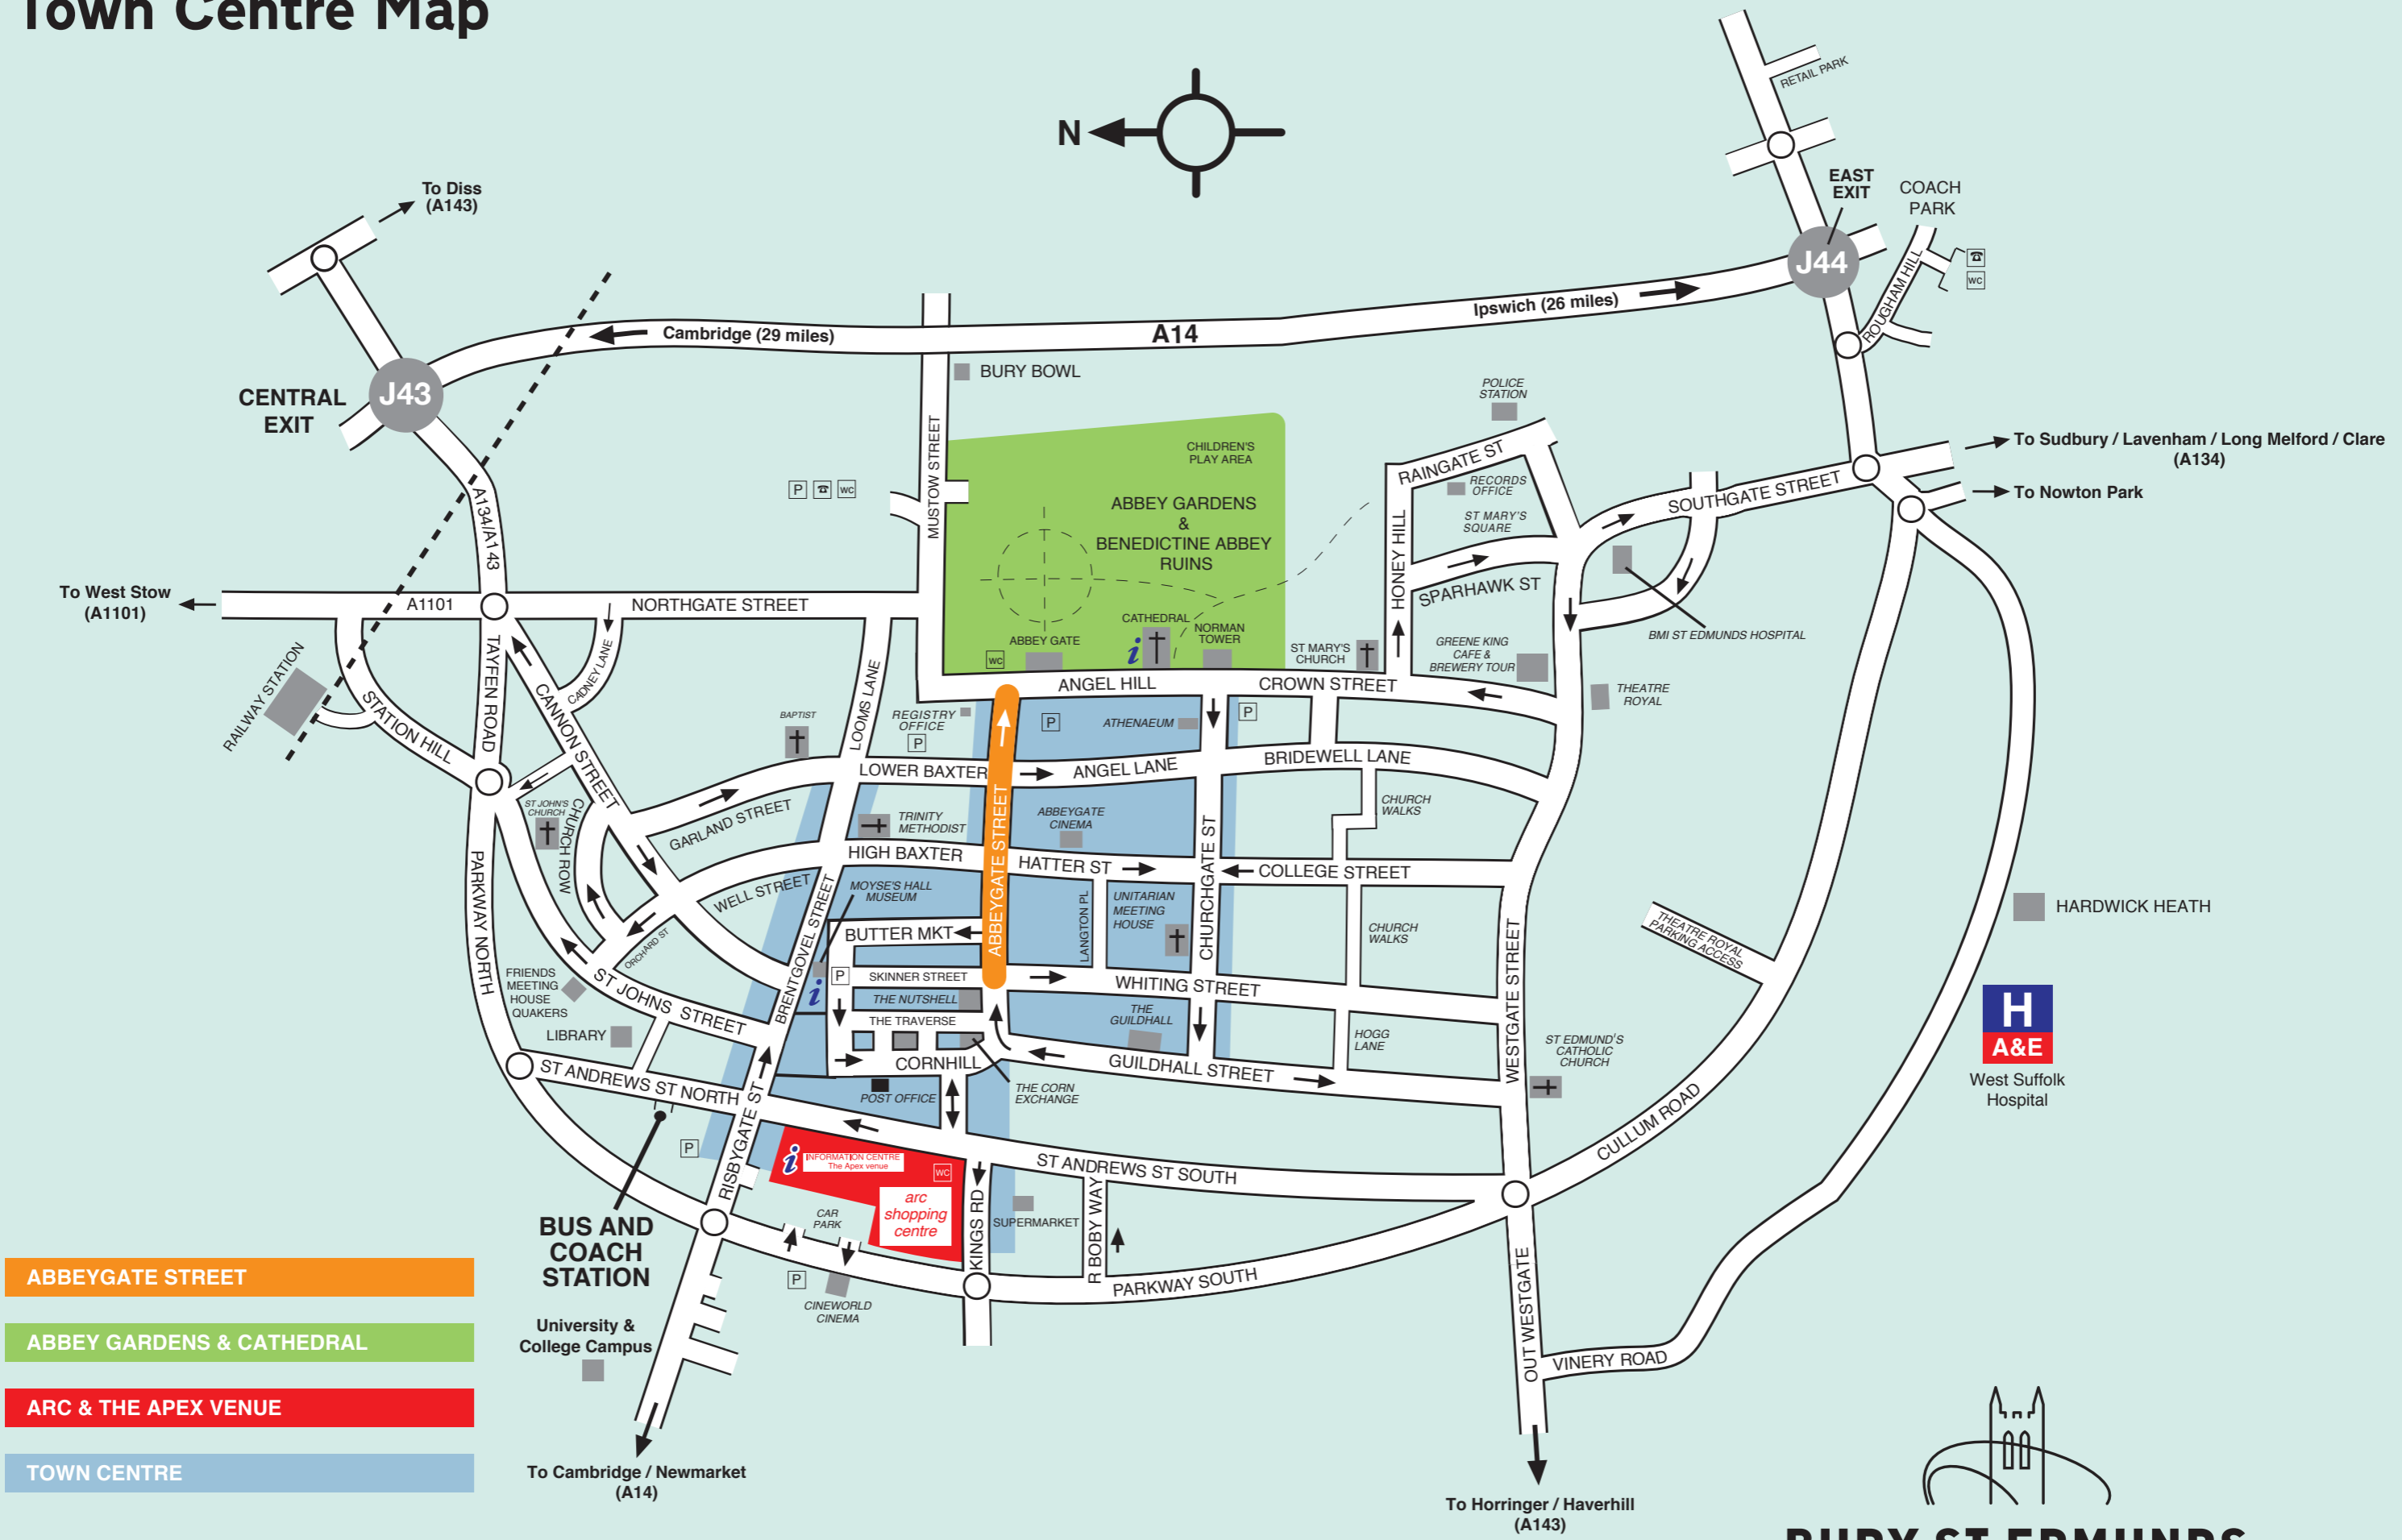 Town Centre Map
N
RETAIL PARK
EAST
EXIT
COACH
PARK
J44
ROUGHAM HILL
WC
To Diss
(A143)
Cambridge (29 miles)
A14
Ipswich (26 miles)
CENTRAL
EXIT
J43
BURY BOWL
POLICE
STATION
To Sudbury / Lavenham / Long Melford / Clare
(A134)
To Nowton Park
A134/A143
P
WC
MUSTOW STREET
CHILDREN'S
PLAY AREA
ABBEY GARDENS
&
BENEDICTINE ABBEY
RUINS
RAINGATE ST
RECORDS
OFFICE
ST MARY'S
SQUARE
SOUTHGATE STREET
HONEY HILL
SPARHAWK ST
BMI ST EDMUNDS HOSPITAL
To West Stow
(A1101)
A1101
NORTHGATE STREET
ABBEY GATE
WC
i
CATHEDRAL
NORMAN
TOWER
ST MARY'S
CHURCH
GREENE KING
CAFE &
BREWERY TOUR
THEATRE
ROYAL
RAILWAY STATION
STATION HILL
TAYFEN ROAD
CANNON STREET
CADNEY LANE
LOOMS LANE
ANGEL HILL
CROWN STREET
BAPTIST
REGISTRY
OFFICE
P
P
ATHENAEUM
P
LOWER BAXTER
ANGEL LANE
BRIDEWELL LANE
ST JOHN'S
CHURCH
CHURCH ROW
GARLAND STREET
TRINITY
METHODIST
ABBEYGATE STREET
ABBEYGATE
CINEMA
CHURCHGATE ST
CHURCH
WALKS
PARKWAY NORTH
WELL STREET
HIGH BAXTER
HATTER ST
COLLEGE STREET
MOYSE'S HALL
MUSEUM
BRENTGOVEL STREET
BUTTER MKT
LANGTON PL
UNITARIAN
MEETING
HOUSE
CHURCH
WALKS
WESTGATE STREET
THEATRE ROYAL
PARKING ACCESS
HARDWICK HEATH
ORCHARD ST
FRIENDS
MEETING
HOUSE
QUAKERS
ST JOHNS STREET
P
i
SKINNER STREET
WHITING STREET
THE NUTSHELL
THE TRAVERSE
THE
GUILDHALL
HOGG
LANE
ST EDMUND'S
CATHOLIC
CHURCH
H
A&E
West Suffolk
Hospital
LIBRARY
CORNHILL
GUILDHALL STREET
ST ANDREWS ST NORTH
POST OFFICE
THE CORN
EXCHANGE
P
RISBYGATE ST
i
INFORMATION CENTRE
The Apex venue
WC
arc
shopping
centre
ST ANDREWS ST SOUTH
CULLUM ROAD
BUS AND
COACH
STATION
CAR
PARK
KINGS RD
SUPERMARKET
R BOBY WAY
PARKWAY SOUTH
P
CINEWORLD
CINEMA
OUT WESTGATE
VINERY ROAD
University &
College Campus
ABBEYGATE STREET
ABBEY GARDENS & CATHEDRAL
ARC & THE APEX VENUE
TOWN CENTRE
To Cambridge / Newmarket
(A14)
To Horringer / Haverhill
(A143)
BURY ST EDMUNDS